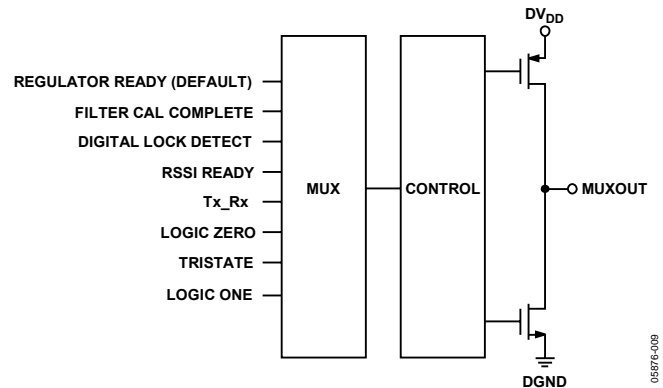 DVDD
REGULATOR READY (DEFAULT)
FILTER CAL COMPLETE
DIGITAL LOCK DETECT
RSSI READY
Tx_Rx
LOGIC ZERO
TRISTATE
LOGIC ONE
MUX
CONTROL
MUXOUT
DGND
05876-009